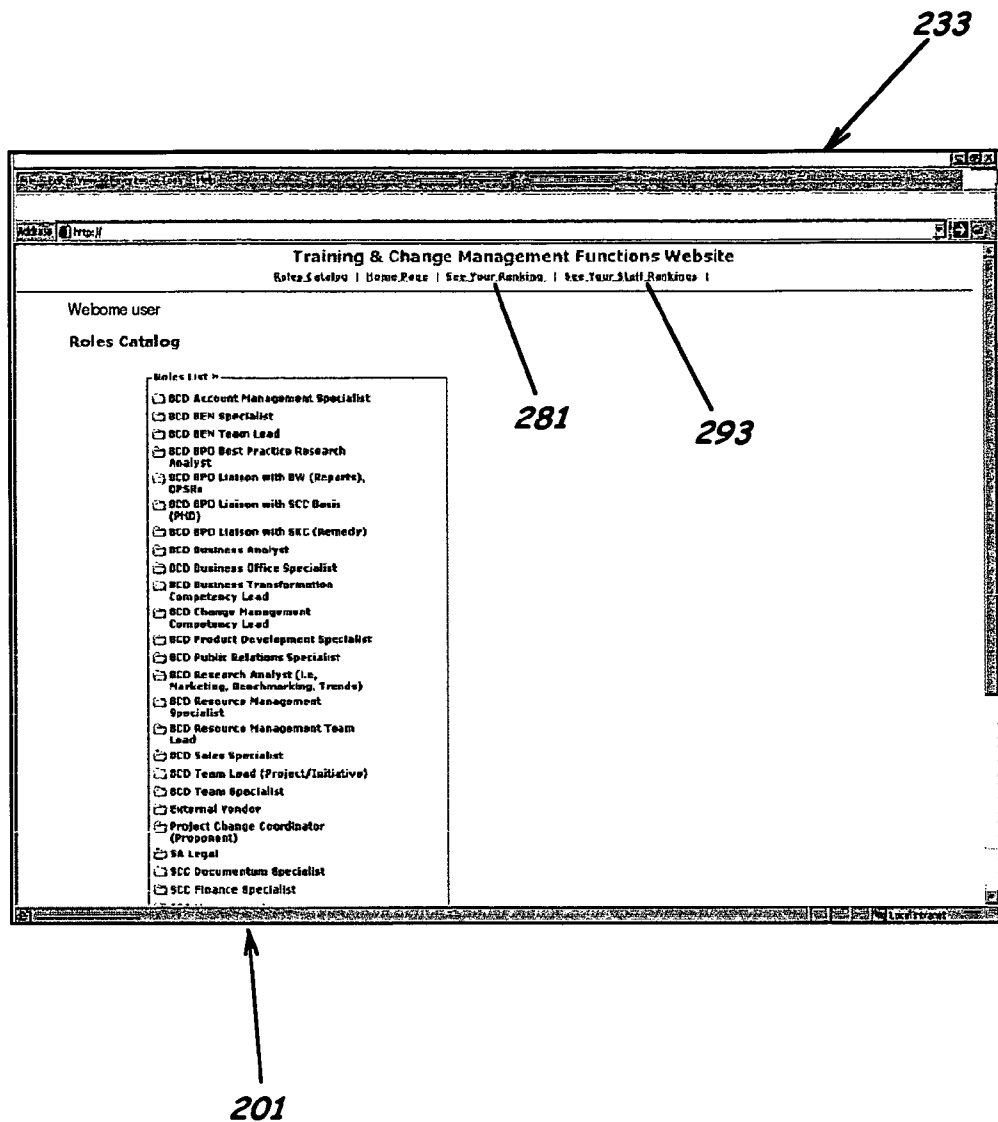 233
Address http://
Training & Change Management Functions Website
Roles Catalog | Home Page | See Your Ranking | See Your Staff Rankings |
Welcome user
Roles Catalog
281
293
Roles List
BCD Account Management Specialist
BCD BEN Specialist
BCD BEN Team Lead
BCD BPO Best Practice Research
Analyst
BCD BPO Liaison with BW (Reports),
OPSRs
BCD BPO Liaison with SCC Basis
(PHD)
BCD BPO Liaison with SKC (Remedy)
BCD Business Analyst
BCD Business Office Specialist
BCD Business Transformation
Competency Lead
BCD Change Management
Competency Lead
BCD Product Development Specialist
BCD Public Relations Specialist
BCD Research Analyst (I.e,
Marketing, Benchmarking, Trends)
BCD Resource Management
Specialist
BCD Resource Management Team
Lead
BCD Sales Specialist
BCD Team Lead (Project/Initiative)
BCD Team Specialist
External Vendor
Project Change Coordinator
(Proponent)
SA Legal
SCC Documentum Specialist
SCC Finance Specialist
Local intranet
201